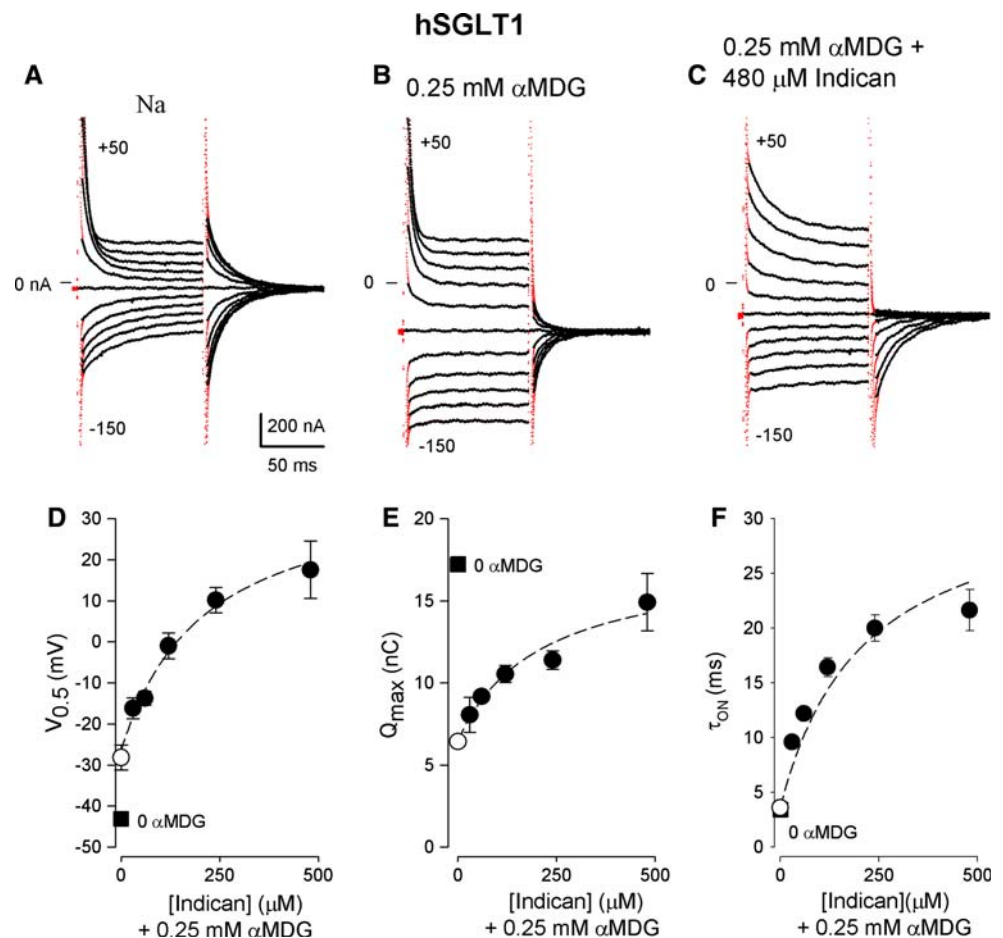 hSGLT1
A
Na
+50
0 nA
-150
200 nA
50 ms
B
0.25 mM αMDG
+50
0
-150
0.25 mM αMDG +
480 μM Indican
C
+50
0
-150
D
30
20
10
0
-10
-20
-30
-40
-50
V0.5 (mV)
0 αMDG
0
250
500
[Indican] (μM)
+ 0.25 mM αMDG
E
20
15
10
5
0
Qmax (nC)
0 αMDG
0
250
500
[Indican] (μM)
+ 0.25 mM αMDG
F
30
25
20
15
10
5
0
τON (ms)
0 αMDG
0
250
500
[Indican](μM)
+ 0.25 mM αMDG